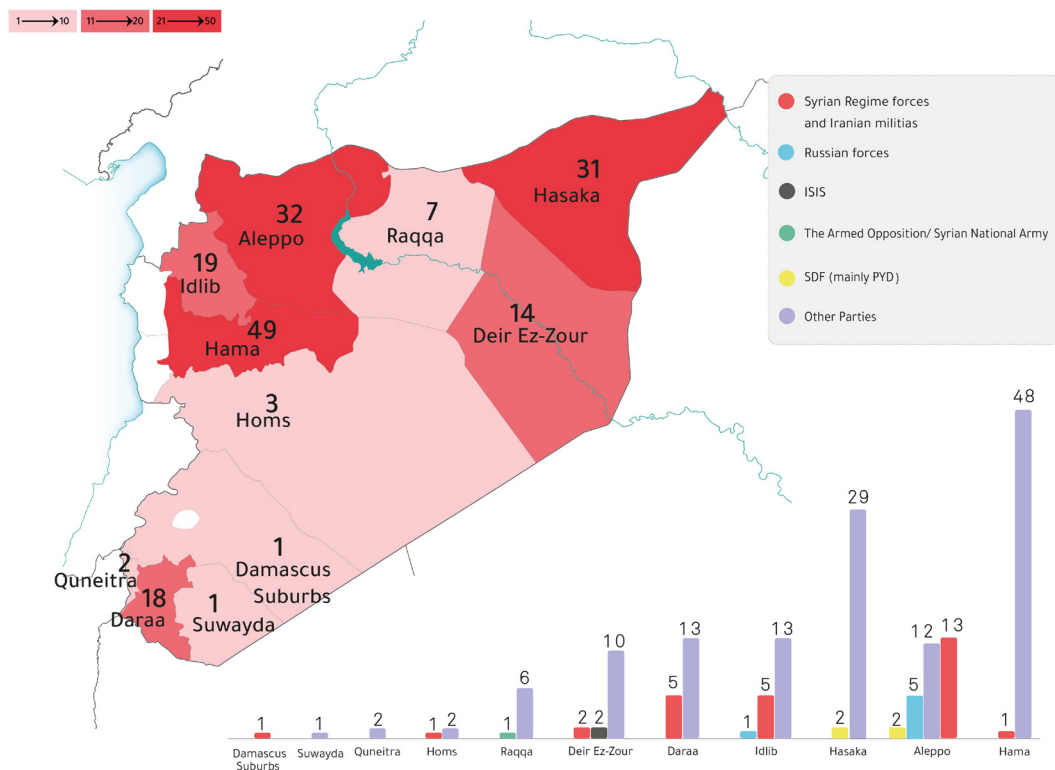 1 10 11 20 21 50
Syrian Regime forces
and Iranian militias
Russian forces
ISIS
The Armed Opposition/ Syrian National Army
SDF (mainly PYD)
Other Parties
31
Hasaka
32
Aleppo
7
Raqqa
19
Idlib
14
Deir Ez-Zour
49
Hama
3
Homs
1
Damascus
Suburbs
2
Quneitra
18
Daraa
1
Suwayda
1
1
2
1 2
1 6
2 2 10
5 13
1 5 13
2 29
2 5 12 13
1 48
Damascus
Suburbs
Suwayda
Quneitra
Homs
Raqqa
Deir Ez-Zour
Daraa
Idlib
Hasaka
Aleppo
Hama